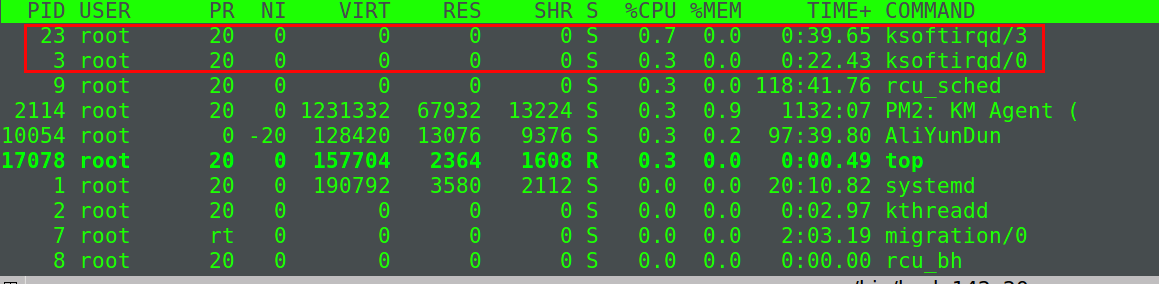 PID USER PR NI VIRT RES SHR S %CPU %MEM TIME+ COMMAND
23 root 20 0 0 0 0 S 0.7 0.0 0:39.65 ksoftirqd/3
3 root 20 0 0 0 0 S 0.3 0.0 0:22.43 ksoftirqd/0
9 root 20 0 0 0 0 S 0.3 0.0 118:41.76 rcu_sched
2114 root 20 0 1231332 67932 13224 S 0.3 0.9 1132:07 PM2: KM Agent (
10054 root 0 -20 128420 13076 9376 S 0.3 0.2 97:39.80 AliYunDun
17078 root 20 0 157704 2364 1608 R 0.3 0.0 0:00.49 top
1 root 20 0 190792 3580 2112 S 0.0 0.0 20:10.82 systemd
2 root 20 0 0 0 0 S 0.0 0.0 0:02.97 kthreadd
7 root rt 0 0 0 0 S 0.0 0.0 2:03.19 migration/0
8 root 20 0 0 0 0 S 0.0 0.0 0:00.00 rcu_bh